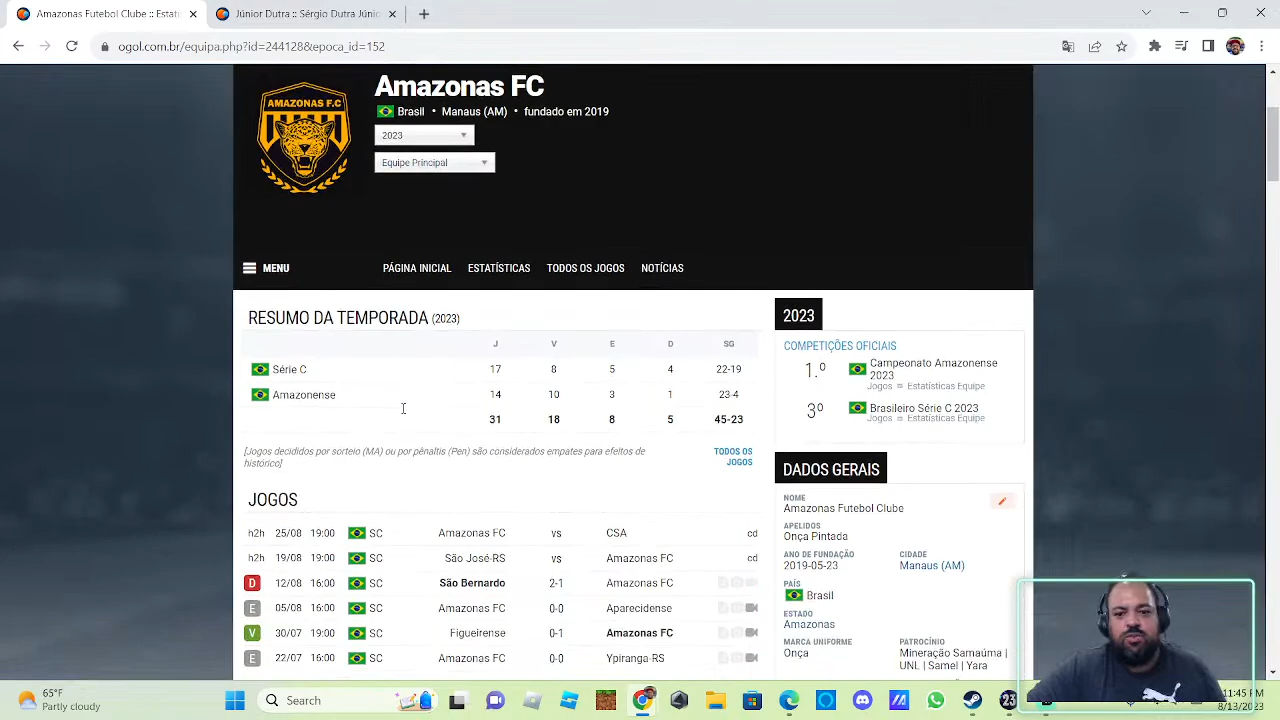 Amazonas Futebol Clube :: Estat
Júnior Dutra :: Sérgio Dutra Júnior
ogol.com.br/equipa.php?id=244128&epoca_id=152
AMAZONAS F.C
Amazonas FC
Brasil • Manaus (AM) • fundado em 2019
2023
Equipe Principal
MENU PÁGINA INICIAL ESTATÍSTICAS TODOS OS JOGOS NOTÍCIAS
RESUMO DA TEMPORADA (2023)
J V E D SG
Série C 17 8 5 4 22-19
Amazonense 14 10 3 1 23-4
31 18 8 5 45-23
[Jogos decididos por sorteio (MA) ou por pênaltis (Pen) são considerados empates para efeitos de
histórico]
TODOS OS
JOGOS
JOGOS
h2h 25/08 19:00 SC Amazonas FC vs CSA cd
h2h 19/08 19:00 SC São José-RS vs Amazonas FC cd
D 12/08 16:00 SC São Bernardo 2-1 Amazonas FC
E 05/08 16:00 SC Amazonas FC 0-0 Aparecidense
V 30/07 19:00 SC Figueirense 0-1 Amazonas FC
E 22/07 16:00 SC Amazonas FC 0-0 Ypiranga-RS
2023
COMPETIÇÕES OFICIAIS
1.º Campeonato Amazonense
2023
Jogos = Estatísticas Equipe
3º Brasileiro Série C 2023
Jogos = Estatísticas Equipe
DADOS GERAIS
NOME
Amazonas Futebol Clube
APELIDOS
Onça Pintada
ANO DE FUNDAÇÃO CIDADE
2019-05-23 Manaus (AM)
PAÍS
Brasil
ESTADO
Amazonas
MARCA UNIFORME PATROCÍNIO
Onça Mineração Samaúma |
UNL | Samel | Yara
65°F
Partly cloudy
Search
23
11:45 PM
8/13/2023